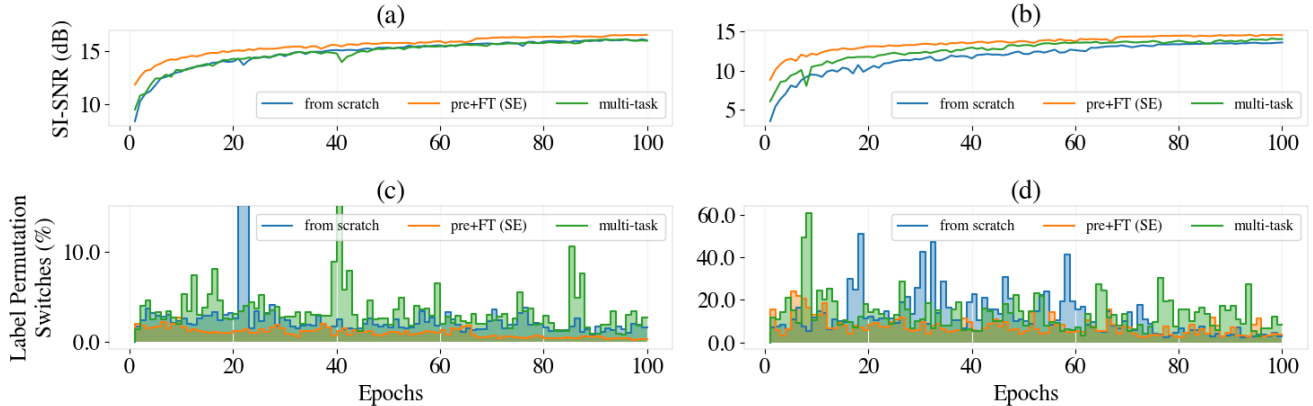 (a) (b)
SI-SNR (dB)
15
10
from scratch pre+FT (SE) multi-task
0 20 40 60 80 100
15
10
5
from scratch pre+FT (SE) multi-task
0 20 40 60 80 100
(c) (d)
Label Permutation
Switches (%)
10.0
0.0
from scratch pre+FT (SE) multi-task
0 20 40 60 80 100
Epochs
60.0
40.0
20.0
0.0
from scratch pre+FT (SE) multi-task
0 20 40 60 80 100
Epochs